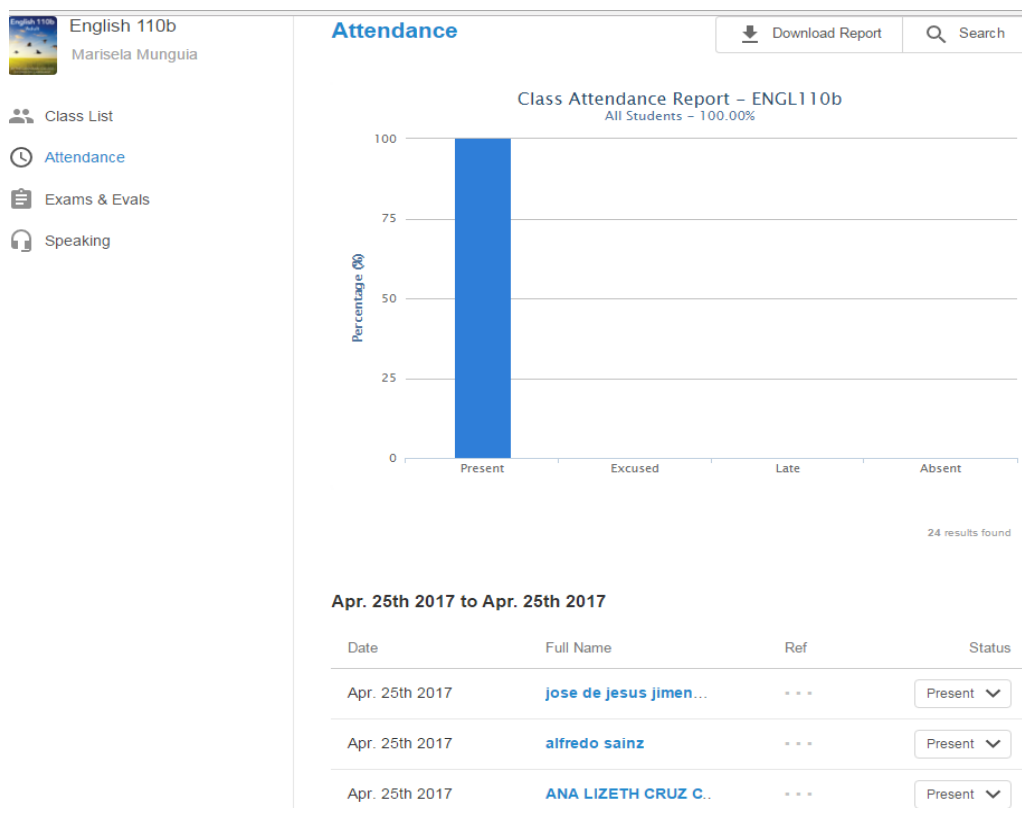 English 110b
English 110b
Marisela Munguia
Class List
Attendance
Exams & Evals
Speaking
Attendance
Download Report
Search
Class Attendance Report – ENGL110b
All Students – 100.00%
100
75
50
25
0
Percentage (%)
Present Excused Late Absent
24 results found
Apr. 25th 2017 to Apr. 25th 2017
Date Full Name Ref Status
Apr. 25th 2017 jose de jesus jimen... - - - Present
Apr. 25th 2017 alfredo sainz - - - Present
Apr. 25th 2017 ANA LIZETH CRUZ C.. - - - Present